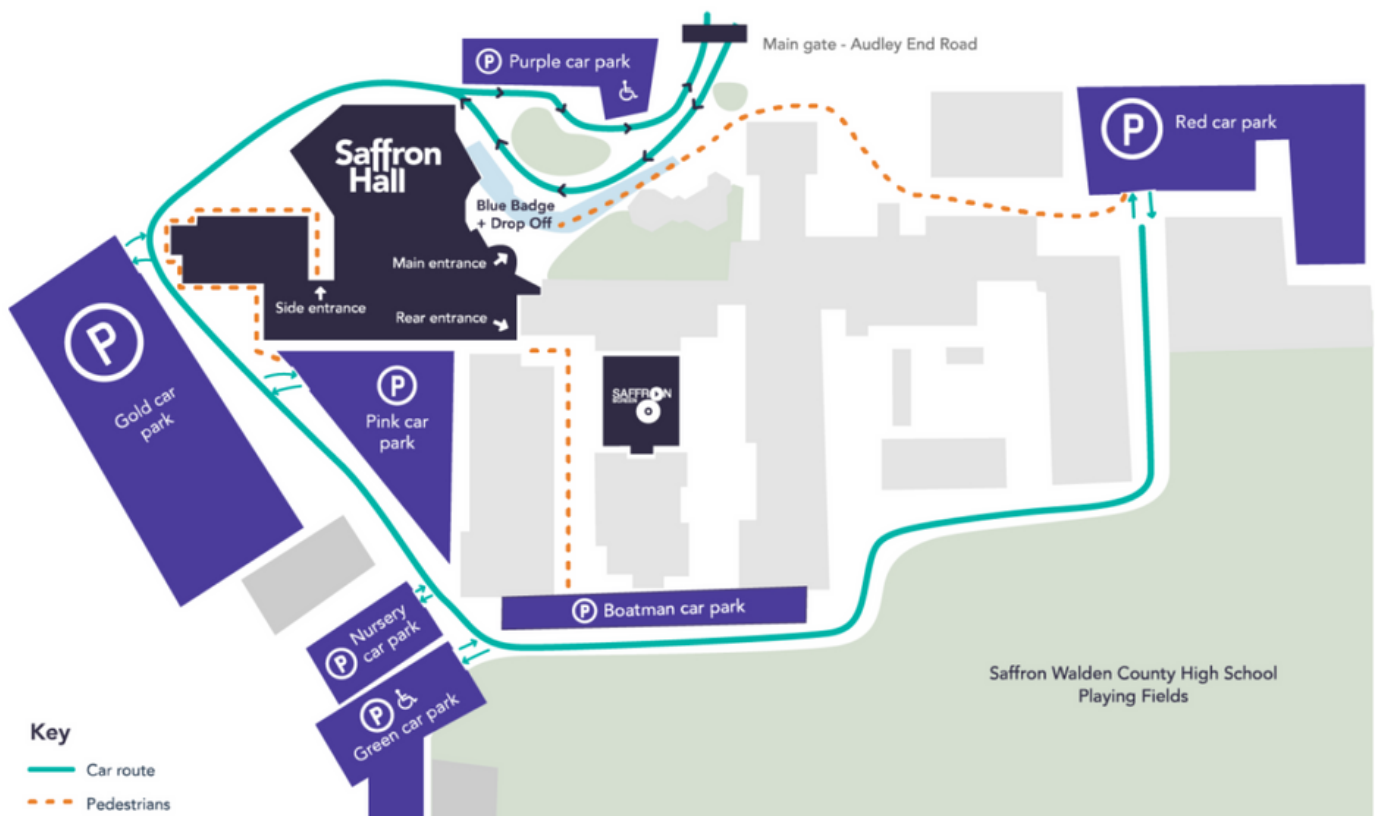 Main gate - Audley End Road
P Purple car park
P
Red car park
Saffron
Hall
Blue Badge
+ Drop Off
Main entrance
Side entrance
Rear entrance
P
Gold car
park
P
Pink car
park
SAFFRON
SCREEN
P Boatman car park
P Nursery
car park
P
Green car park
Saffron Walden County High School
Playing Fields
Key
Car route
Pedestrians